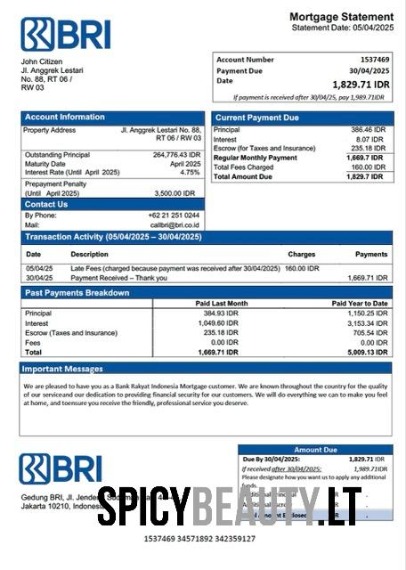 BRI
Mortgage Statement
Statement Date: 05/04/2025
John Citizen
Jl. Anggrek Lestari
No. 88, RT 06 /
RW 03
Account Number 1537469
Payment Due 30/04/2025
Date 1,829.71 IDR
If payment is received after 30/04/25, pay 1,989.71IDR
Account Information
Property Address Jl. Anggrek Lestari No. 88,
RT 06 / RW 03
Outstanding Principal 264,776.43 IDR
Maturity Date April 2025
Interest Rate (Until April 2025) 4.75%
Prepayment Penalty
(Until April 2025) 3,500.00 IDR
Contact Us
By Phone: +62 21 251 0244
Mail: callbri@bri.co.id
Current Payment Due
Principal 386.46 IDR
Interest 8.07 IDR
Escrow (for Taxes and Insurance) 235.18 IDR
Regular Monthly Payment 1,669.7 IDR
Total Fees Charged 160.00 IDR
Total Amount Due 1,829.7 IDR
Transaction Activity (05/04/2025 – 30/04/2025)
Date Description Charges Payments
05/04/25 Late Fees (charged because payment was received after 30/04/2025) 160.00 IDR
30/04/25 Payment Received – Thank you 1,669.71 IDR
Past Payments Breakdown
Paid Last Month Paid Year to Date
Principal 384.93 IDR 1,150.25 IDR
Interest 1,049.60 IDR 3,153.34 IDR
Escrow (Taxes and Insurance) 235.18 IDR 705.54 IDR
Fees 0.00 IDR 0.00 IDR
Total 1,669.71 IDR 5,009.13 IDR
Important Messages
We are pleased to have you as a Bank Rakyat Indonesia Mortgage customer. We are known throughout the country for the quality
of our serviceand our dedication to providing financial security for our customers. We will do everything we can to make you feel
at home, and toensure you receive the friendly, professional service you deserve.
BRI
Gedung BRI, Jl. Jender
Jakarta 10210, Indones
Amount Due
Due By 30/04/2025: 1,829.71 IDR
If received after 30/04/2025: 1,989.71IDR
Please designate how you want us to apply any additional
funds.
SPICYBEAUTY.LT
1537469 34571892 342359127